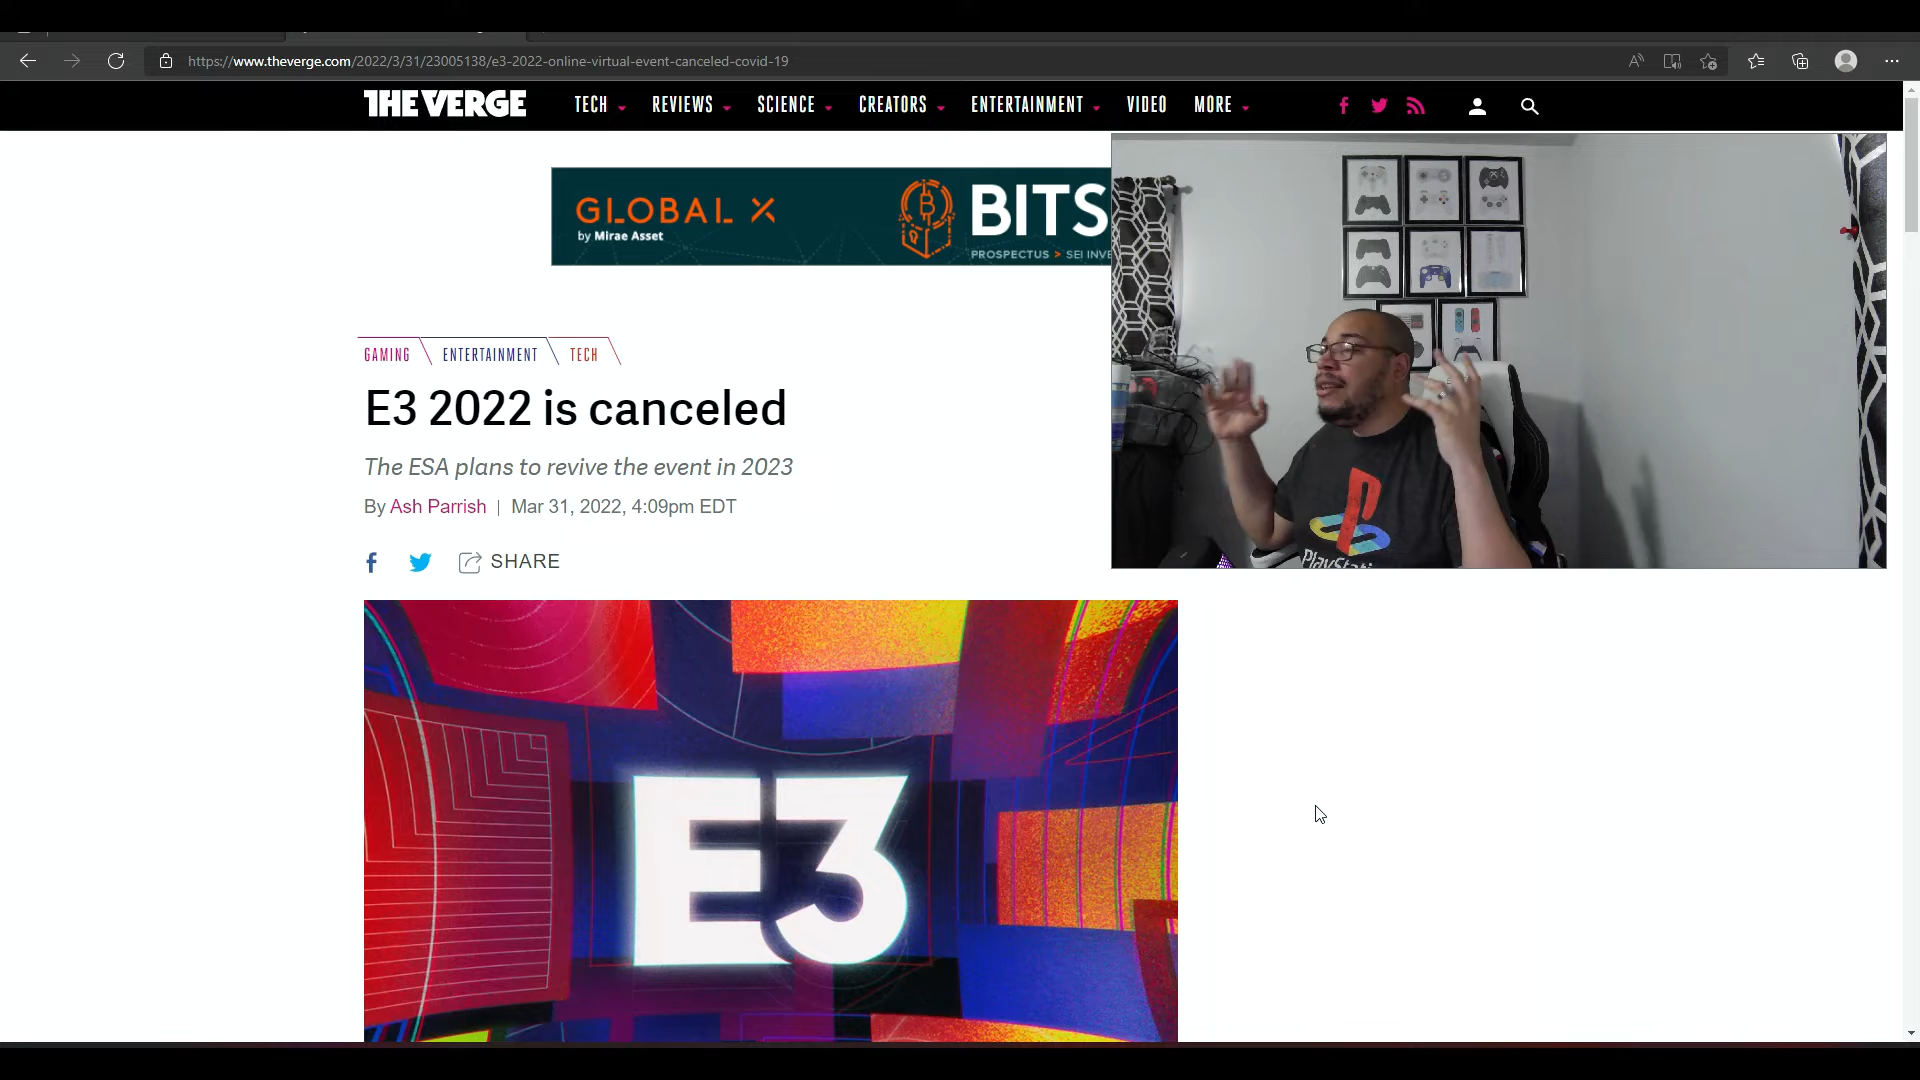 https://www.theverge.com/2022/3/31/23005138/e3-2022-online-virtual-event-canceled-covid-19
THE VERGE TECH REVIEWS SCIENCE CREATORS ENTERTAINMENT VIDEO MORE
GLOBAL X
by Mirae Asset
BITS
PROSPECTUS > SEI INVE
GAMING ENTERTAINMENT TECH
E3 2022 is canceled
The ESA plans to revive the event in 2023
By Ash Parrish | Mar 31, 2022, 4:09pm EDT
SHARE
E3
PlayStati